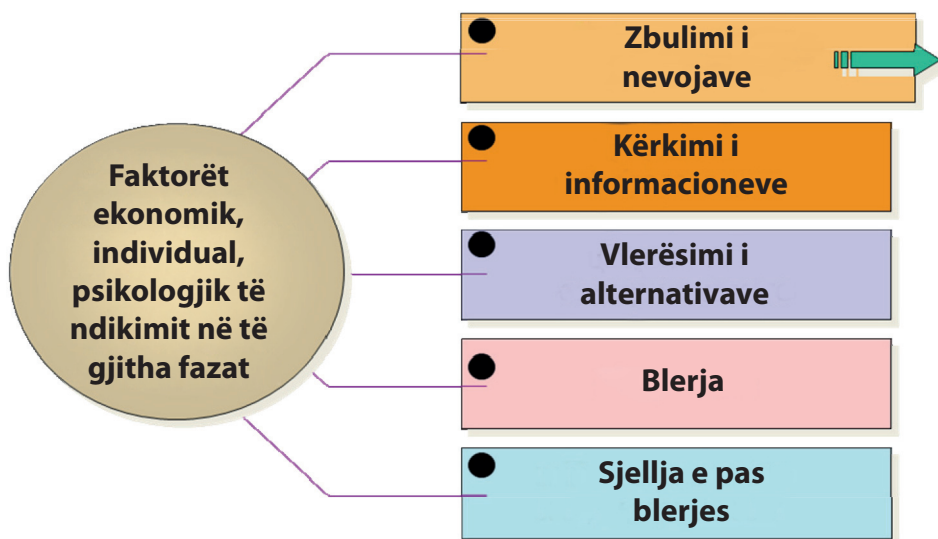 Faktorët
ekonomik,
individual,
psikologjik të
ndikimit në të
gjitha fazat
Zbulimi i
nevojave
Kërkimi i
informacioneve
Vlerësimi i
alternativave
Blerja
Sjellja e pas
blerjes